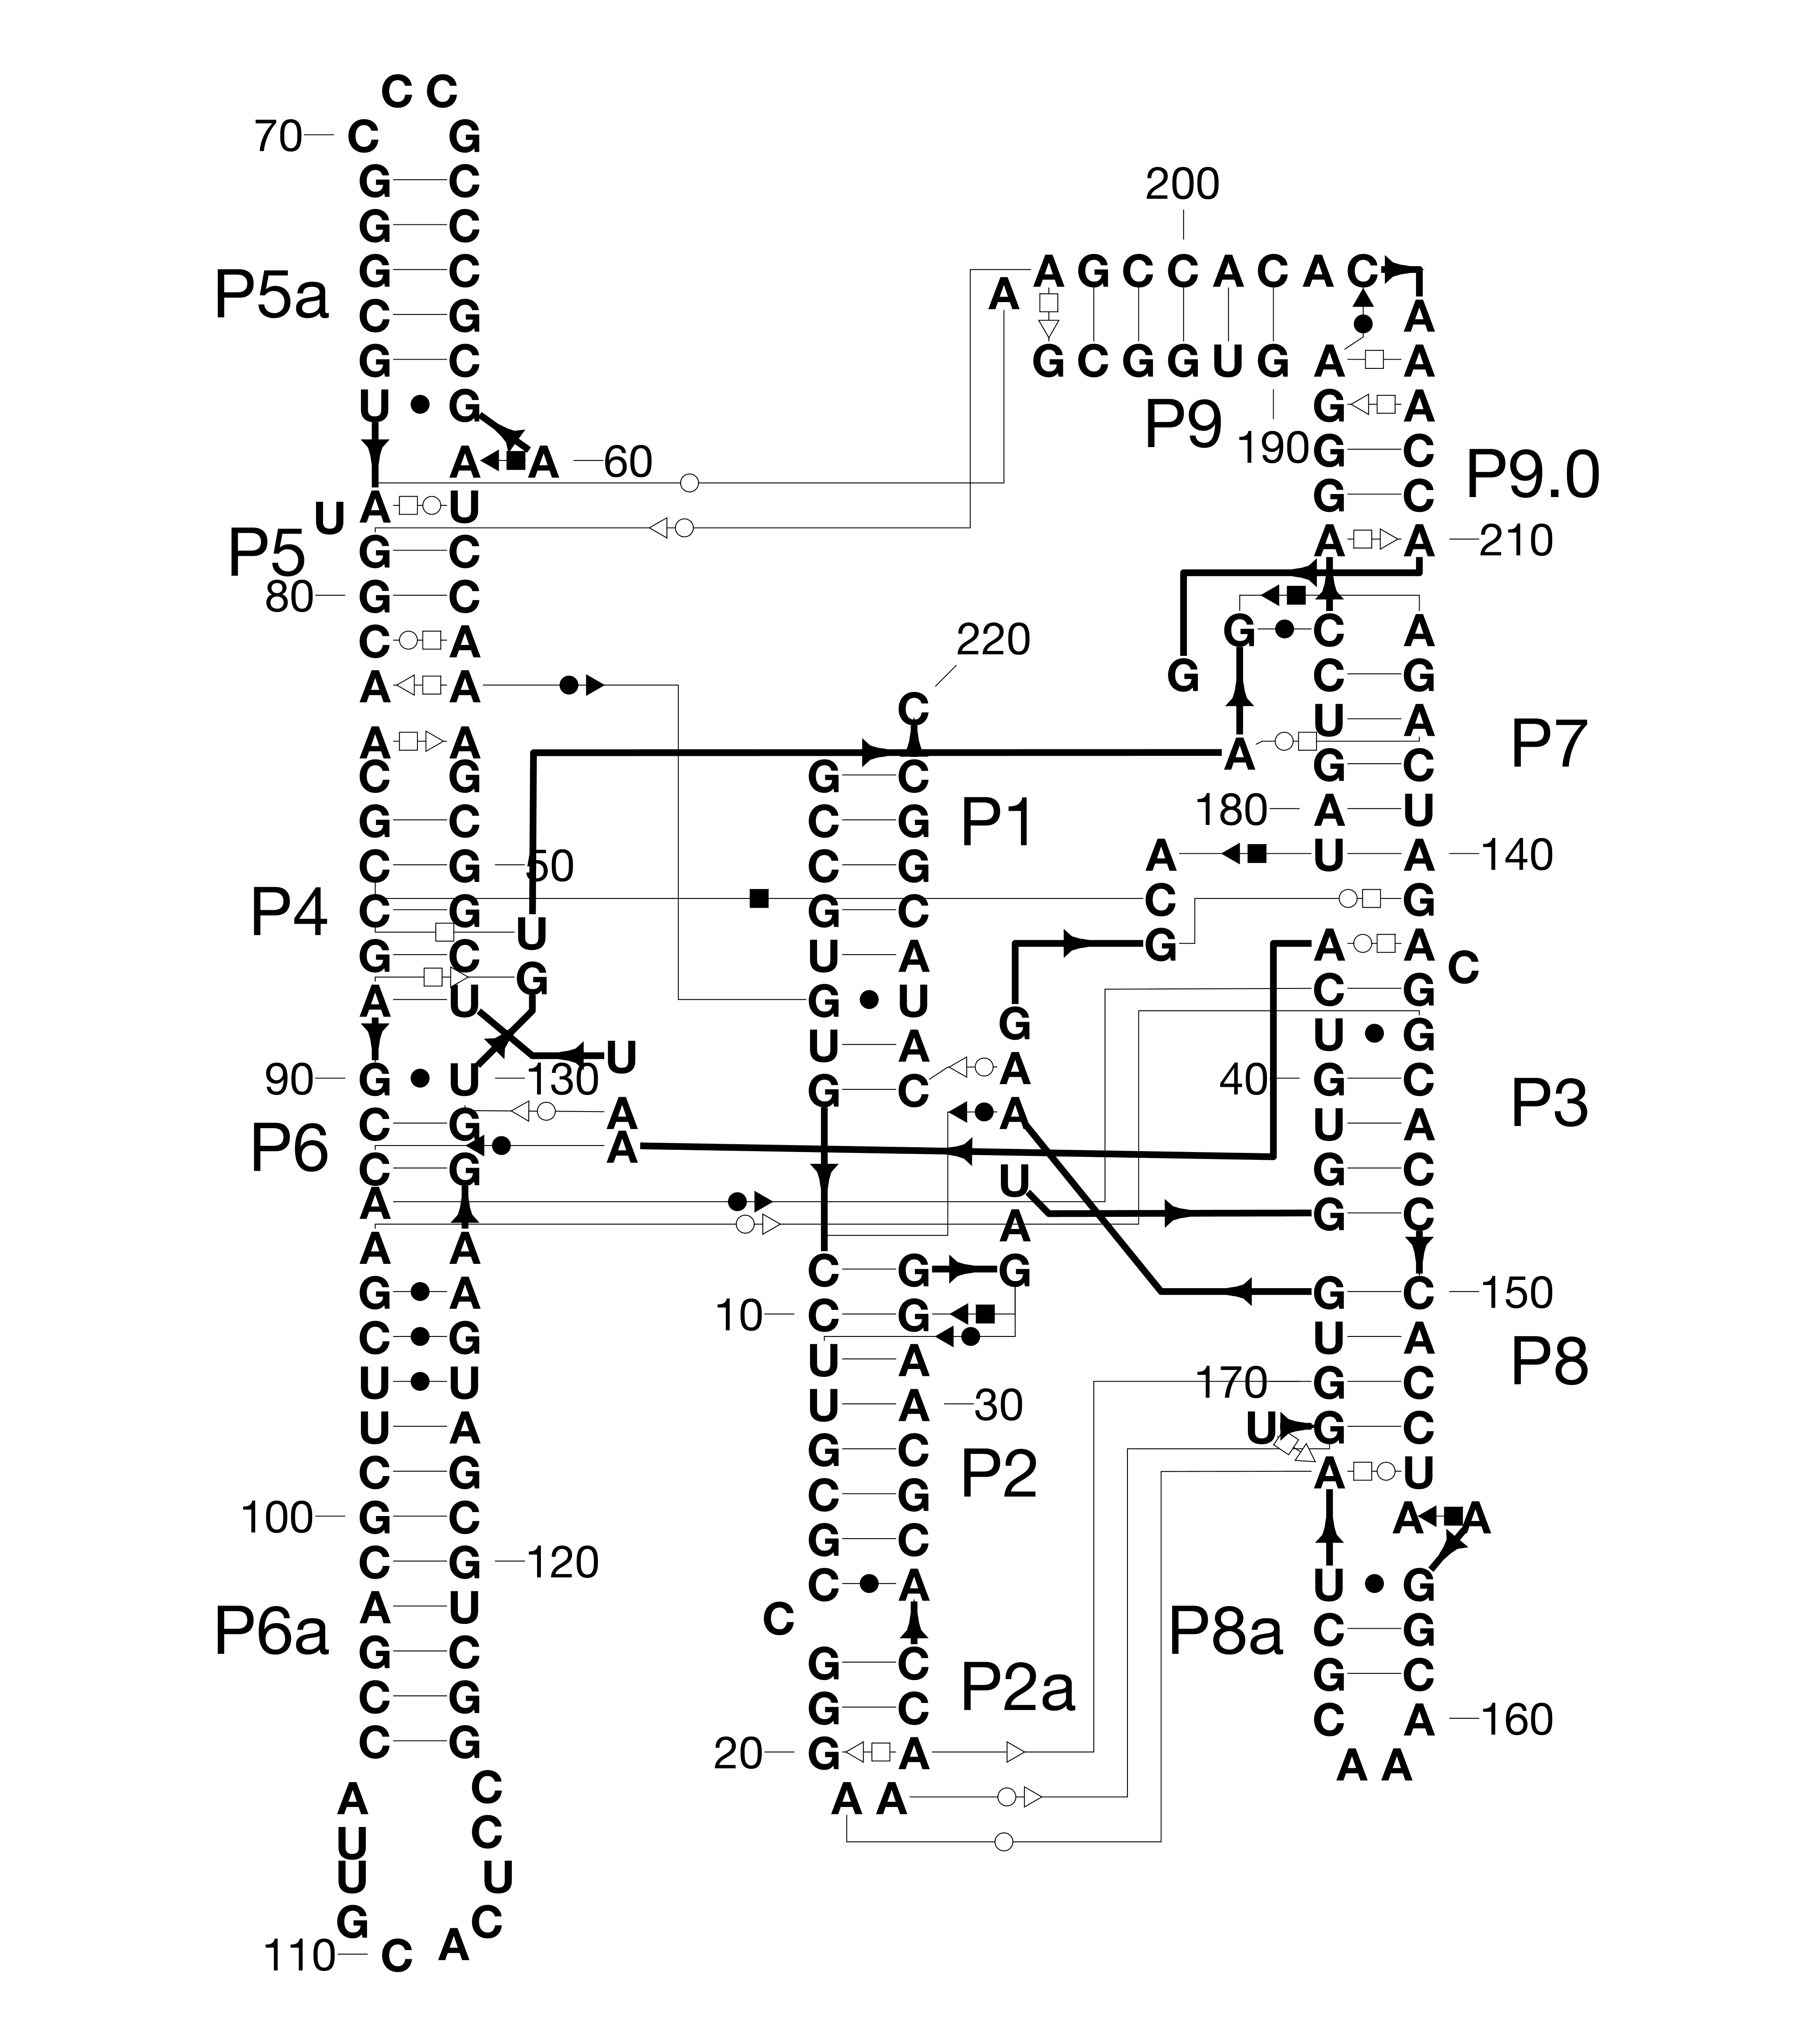 C C
70 C G
G C
200
G C
G C A G C C A C A C
P5a A
C C A
G C G C G G U G A A
U G G A
P9
190 G C
A A 60
P9.0
G C
U A U
A A 210
P5 G C
80 G C
G C A
220
C A A
G C G
A A
C
U A
A A
P7
A
G C
C G G C
180 A U
C G C G P1
A U A 140
C G 50 C G
C G
P4 C G G C
U A A
G C U A C
G C G
A U G U
G U G
U A
U
A
90 G U 130 40 G C
G C
P3
A A
C G U A
P6 A
C G G C
U
A G C
A
A A
C G G
G A G C 150
10 C G
C G U A
U A P8
U U 170 G C
U A 30
U A U G C
G C P2
C G A U
C G
100 G C A A
G C
C G 120
C A U G
A U
C
P6a G C P8a C G
G C
G C P2a
C G G C
C A 160
C G
20 G A
A A
C
A A A
C
U
U U
G C
A
110 C